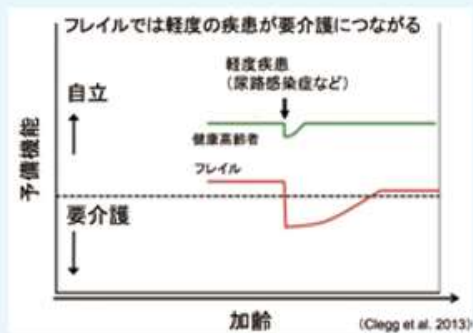 フレイルでは軽度の疾患が要介護につながる
軽度疾患
(尿路感染症など)
自立
健康高齢者
フレイル
予備機能
要介護
加齢
(Clegg et al. 2013)